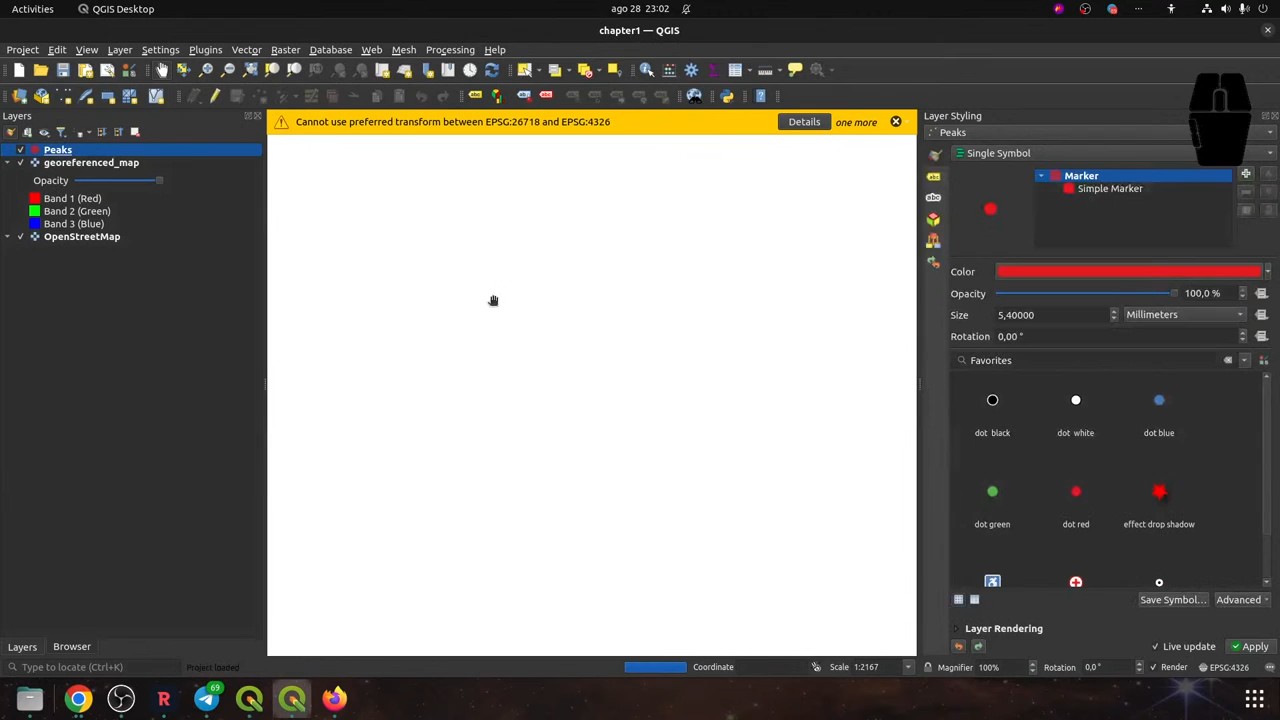 Activities
QGIS Desktop
ago 28 23:02
chapter1 — QGIS
Project Edit View Layer Settings Plugins Vector Raster Database Web Mesh Processing Help
Layers
Peaks
georeferenced_map
Opacity
Band 1 (Red)
Band 2 (Green)
Band 3 (Blue)
OpenStreetMap
Cannot use preferred transform between EPSG:26718 and EPSG:4326
Details
one more
Layer Styling
Peaks
Single Symbol
Marker
Simple Marker
Color
Opacity 100,0 %
Size 5,40000 Millimeters
Rotation 0,00 °
Favorites
dot black
dot white
dot blue
dot green
dot red
effect drop shadow
Save Symbol...
Advanced
Layer Rendering
Live update
Apply
Layers Browser
Type to locate (Ctrl+K)
Project loaded
Coordinate
Scale 1:2167
Magnifier 100%
Rotation 0,0 °
Render
EPSG:4326
69